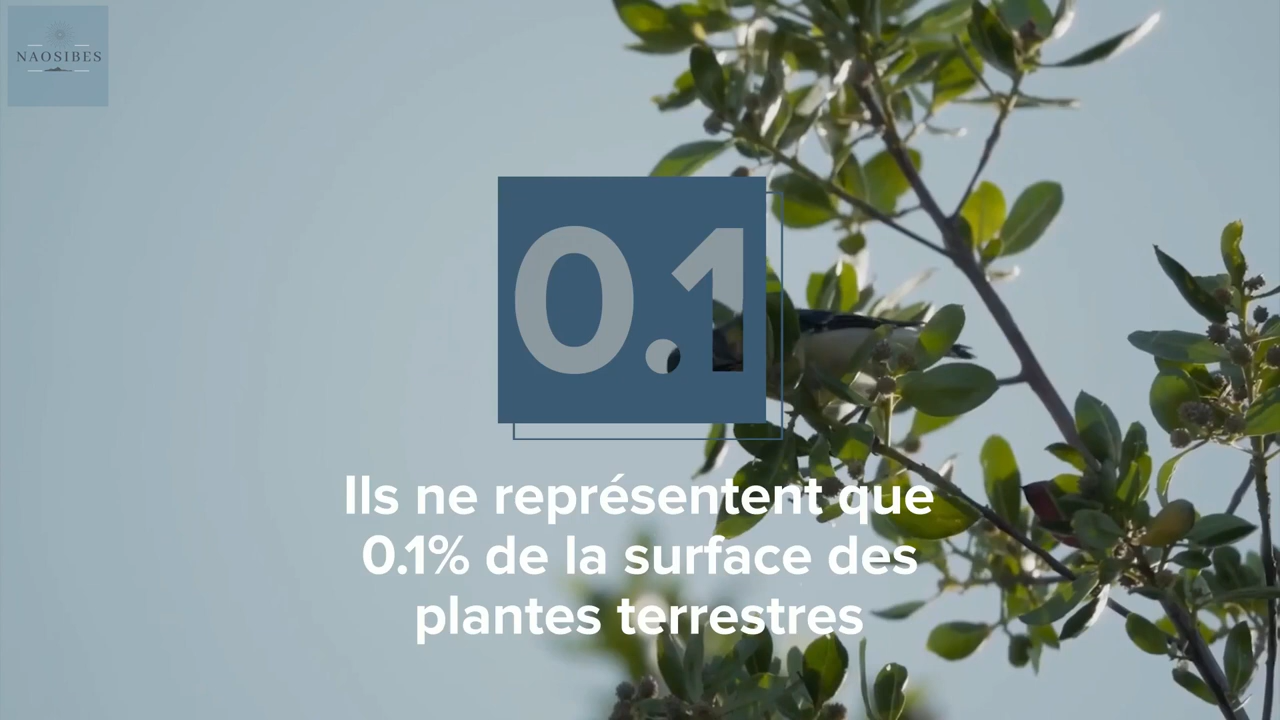 NAOSIBES
0.1
Ils ne représentent que
0.1% de la surface des
plantes terrestres